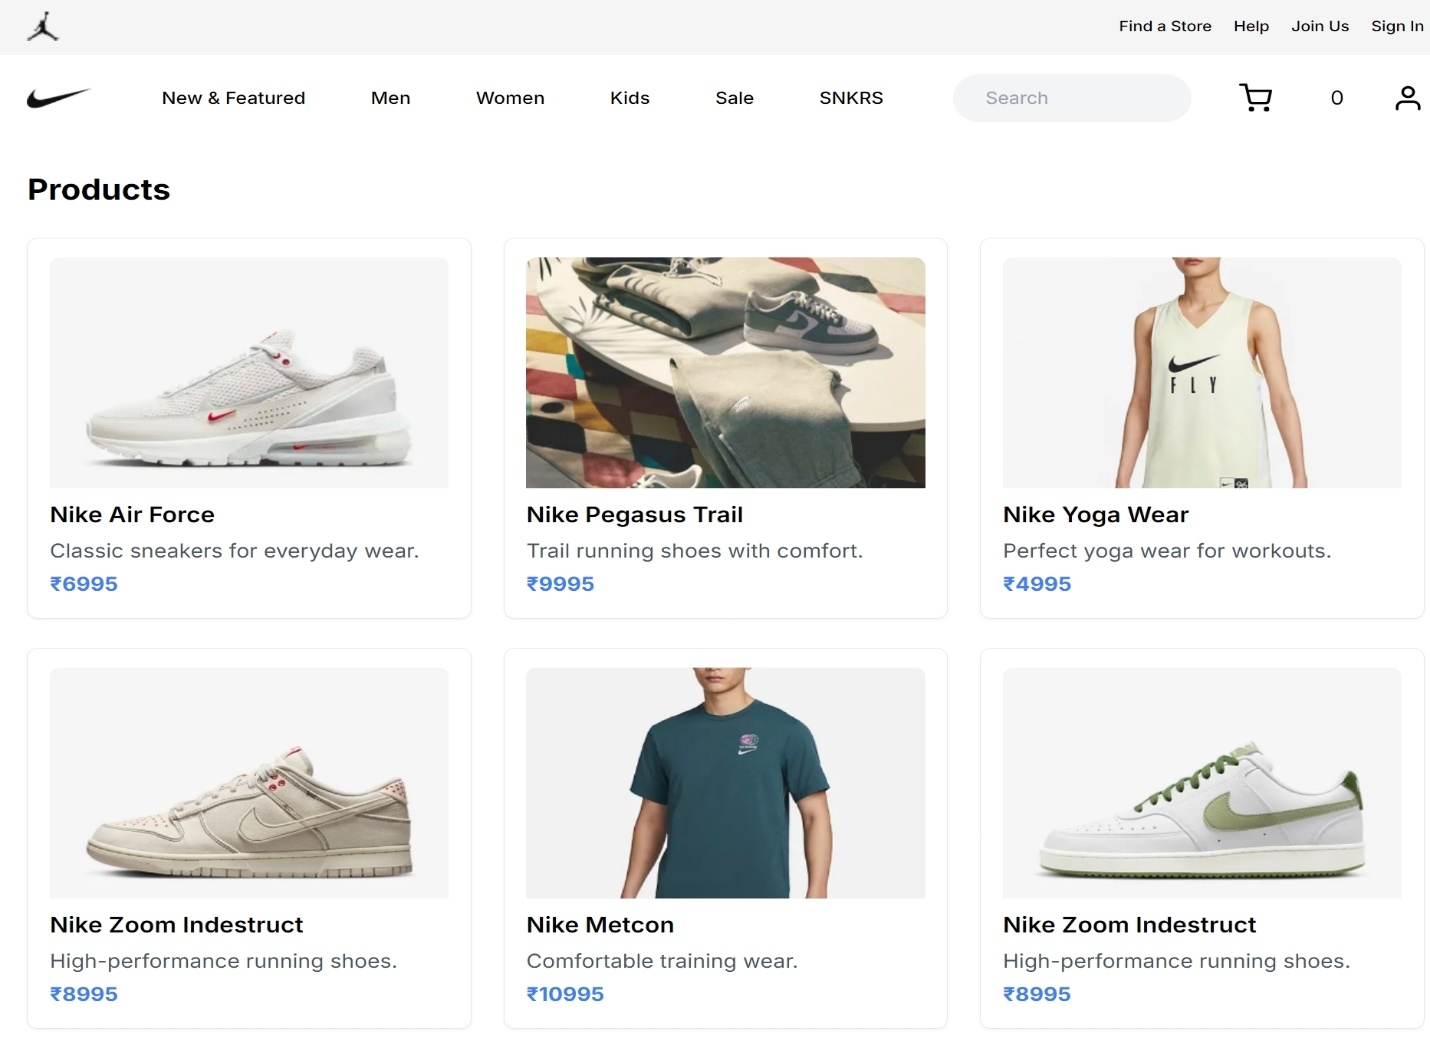 Find a Store Help Join Us Sign In
New & Featured Men Women Kids Sale SNKRS Search 0
Products
FLY
Nike Air Force
Classic sneakers for everyday wear.
₹6995
Nike Pegasus Trail
Trail running shoes with comfort.
₹9995
Nike Yoga Wear
Perfect yoga wear for workouts.
₹4995
Nike Zoom Indestruct
High-performance running shoes.
₹8995
Nike Metcon
Comfortable training wear.
₹10995
Nike Zoom Indestruct
High-performance running shoes.
₹8995